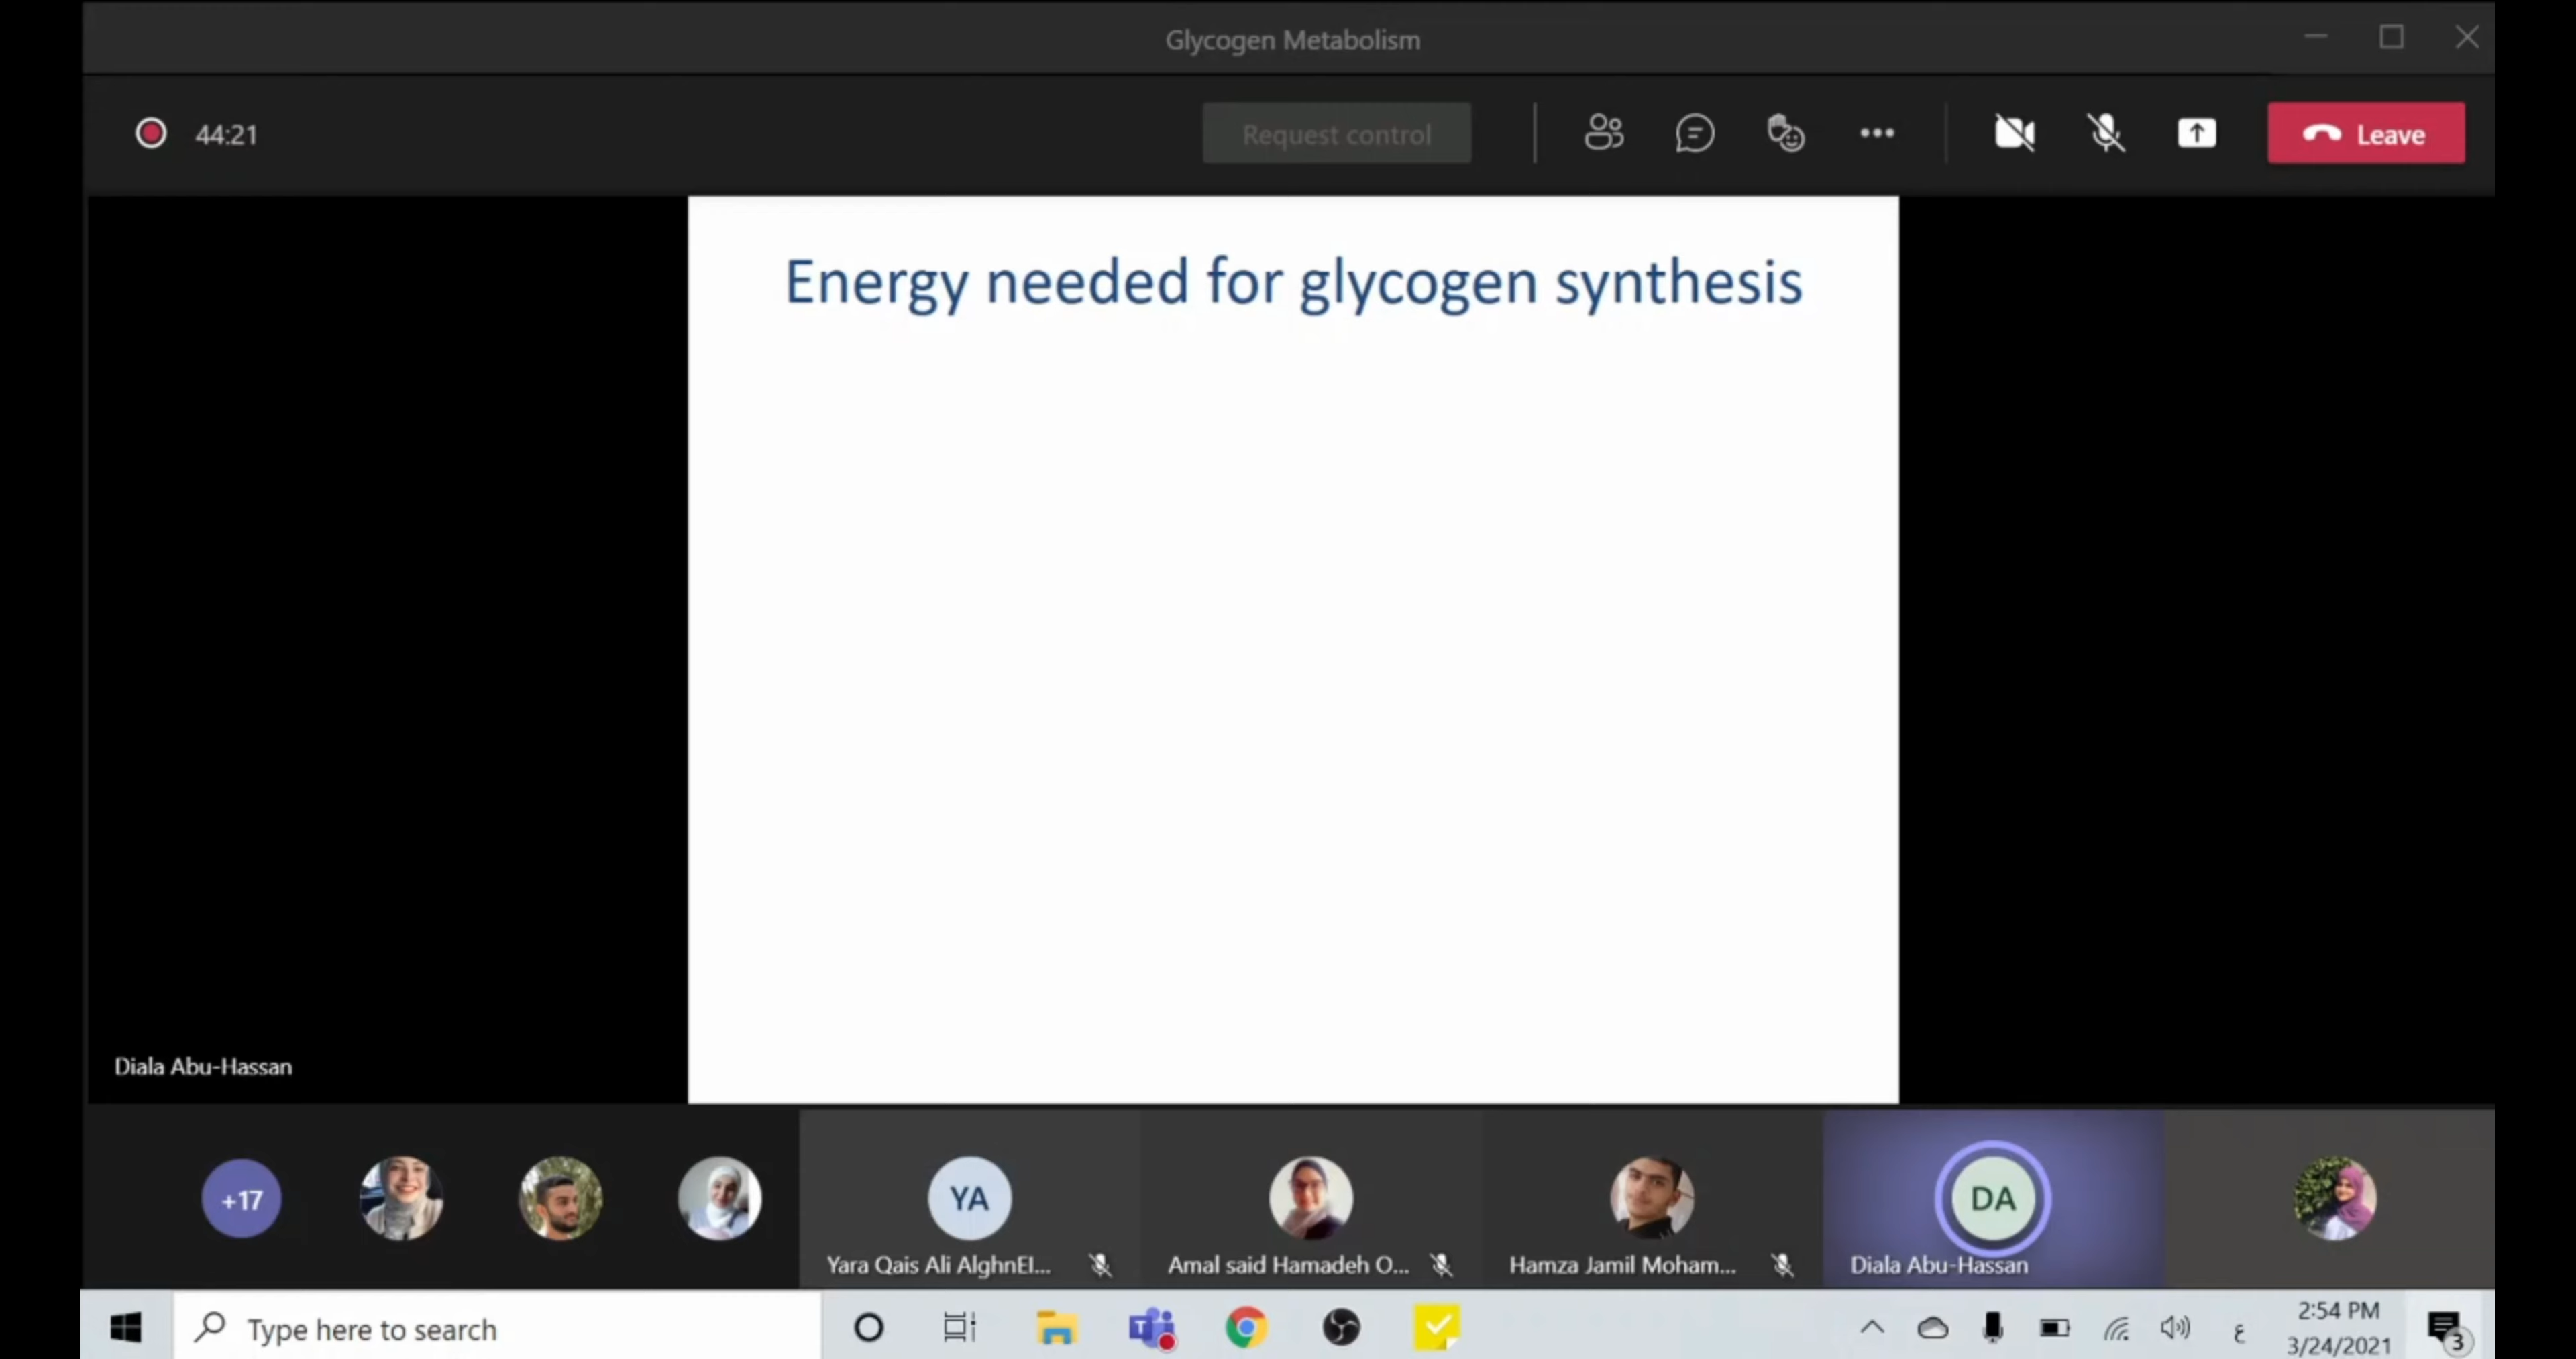 Glycogen Metabolism
44:21
Request control
Leave
Energy needed for glycogen synthesis
Diala Abu-Hassan
+17
YA
DA
Yara Qais Ali AlghnEl...
Amal said Hamadeh O...
Hamza Jamil Moham...
Diala Abu-Hassan
Type here to search
ع
2:54 PM
3/24/2021
3